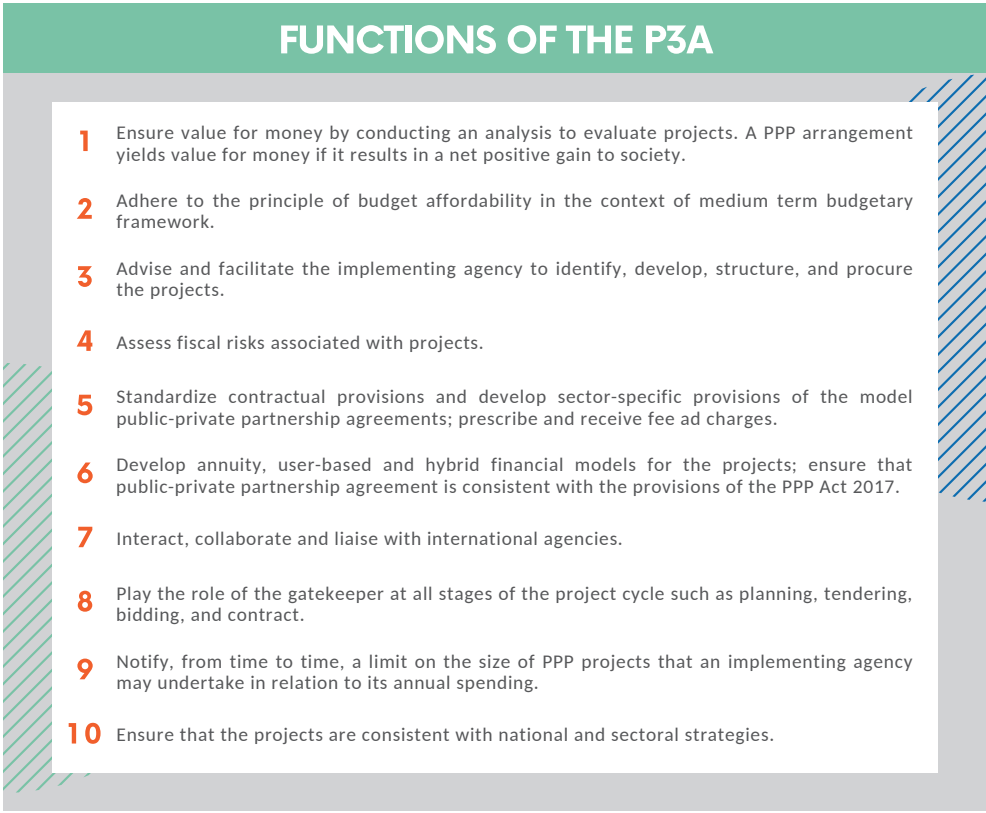 FUNCTIONS OF THE P3A
1
Ensure value for money by conducting an analysis to evaluate projects. A PPP arrangement
yields value for money if it results in a net positive gain to society.
2
Adhere to the principle of budget affordability in the context of medium term budgetary
framework.
3
Advise and facilitate the implementing agency to identify, develop, structure, and procure
the projects.
4
Assess fiscal risks associated with projects.
5
Standardize contractual provisions and develop sector-specific provisions of the model
public-private partnership agreements; prescribe and receive fee ad charges.
6
Develop annuity, user-based and hybrid financial models for the projects; ensure that
public-private partnership agreement is consistent with the provisions of the PPP Act 2017.
7
Interact, collaborate and liaise with international agencies.
8
Play the role of the gatekeeper at all stages of the project cycle such as planning, tendering,
bidding, and contract.
9
Notify, from time to time, a limit on the size of PPP projects that an implementing agency
may undertake in relation to its annual spending.
10
Ensure that the projects are consistent with national and sectoral strategies.